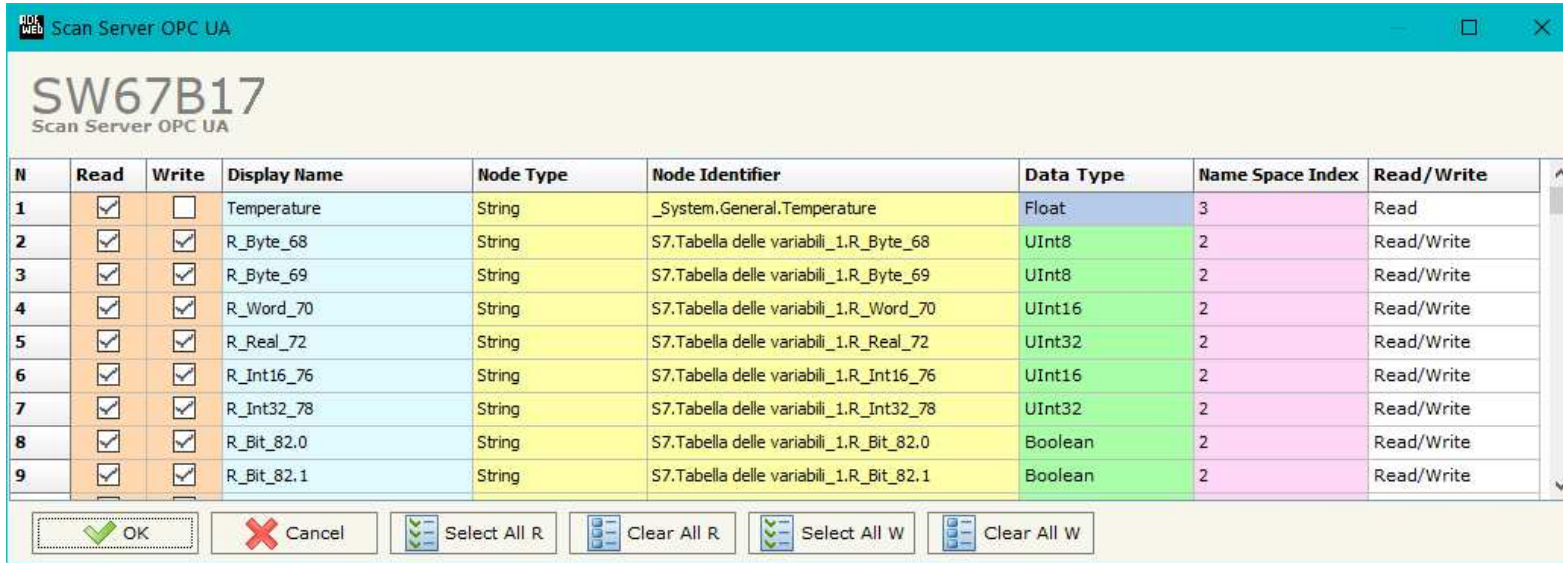 ADF WEB Scan Server OPC UA
SW67B17
Scan Server OPC UA
N Read Write Display Name Node Type Node Identifier Data Type Name Space Index Read/Write
1 Temperature String _System.General.Temperature Float 3 Read
2 R_Byte_68 String S7.Tabella delle variabili_1.R_Byte_68 UInt8 2 Read/Write
3 R_Byte_69 String S7.Tabella delle variabili_1.R_Byte_69 UInt8 2 Read/Write
4 R_Word_70 String S7.Tabella delle variabili_1.R_Word_70 UInt16 2 Read/Write
5 R_Real_72 String S7.Tabella delle variabili_1.R_Real_72 UInt32 2 Read/Write
6 R_Int16_76 String S7.Tabella delle variabili_1.R_Int16_76 UInt16 2 Read/Write
7 R_Int32_78 String S7.Tabella delle variabili_1.R_Int32_78 UInt32 2 Read/Write
8 R_Bit_82.0 String S7.Tabella delle variabili_1.R_Bit_82.0 Boolean 2 Read/Write
9 R_Bit_82.1 String S7.Tabella delle variabili_1.R_Bit_82.1 Boolean 2 Read/Write
OK Cancel Select All R Clear All R Select All W Clear All W